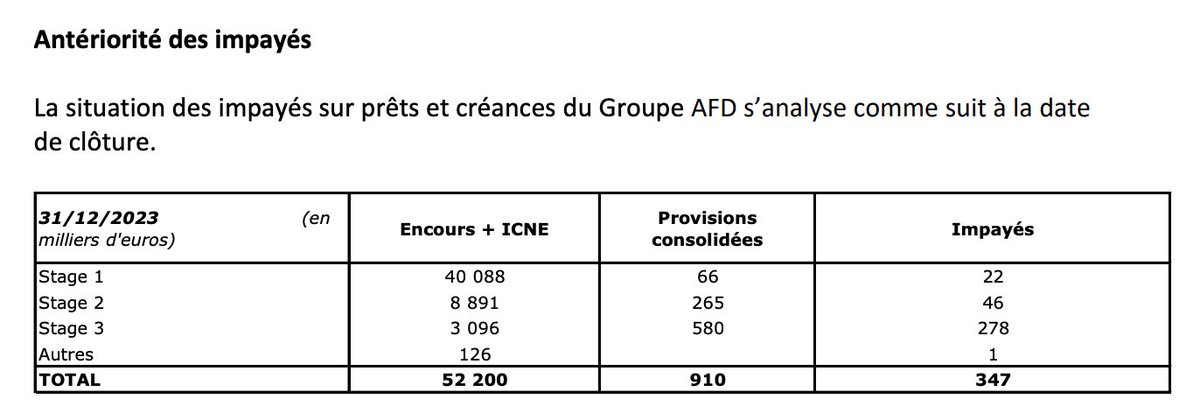 Antériorité des impayés
La situation des impayés sur prêts et créances du Groupe AFD s’analyse comme suit à la date
de clôture.
31/12/2023 (en
milliers d'euros) Encours + ICNE Provisions
consolidées Impayés
Stage 1 40 088 66 22
Stage 2 8 891 265 46
Stage 3 3 096 580 278
Autres 126 1
TOTAL 52 200 910 347